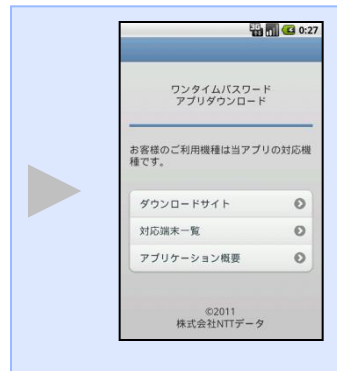 0:27
ワンタイムパスワード
アプリダウンロード
お客様のご利用機種は当アプリの対応機
種です。
ダウンロードサイト
対応端末一覧
アプリケーション概要
©2011
株式会社NTTデータ